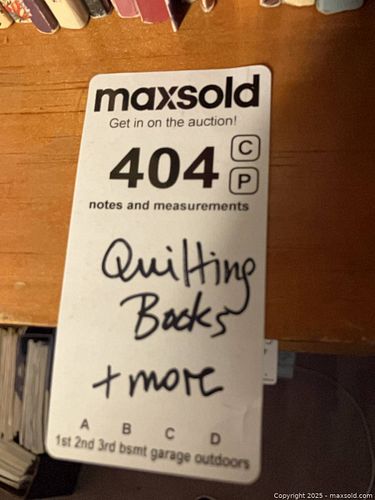 maxsold
Get in on the auction!
404 C
P
notes and measurements
Quilting
Books
+ more
A B C D
1st 2nd 3rd bsmt garage outdoors
Copyright 2025 - maxsold.com